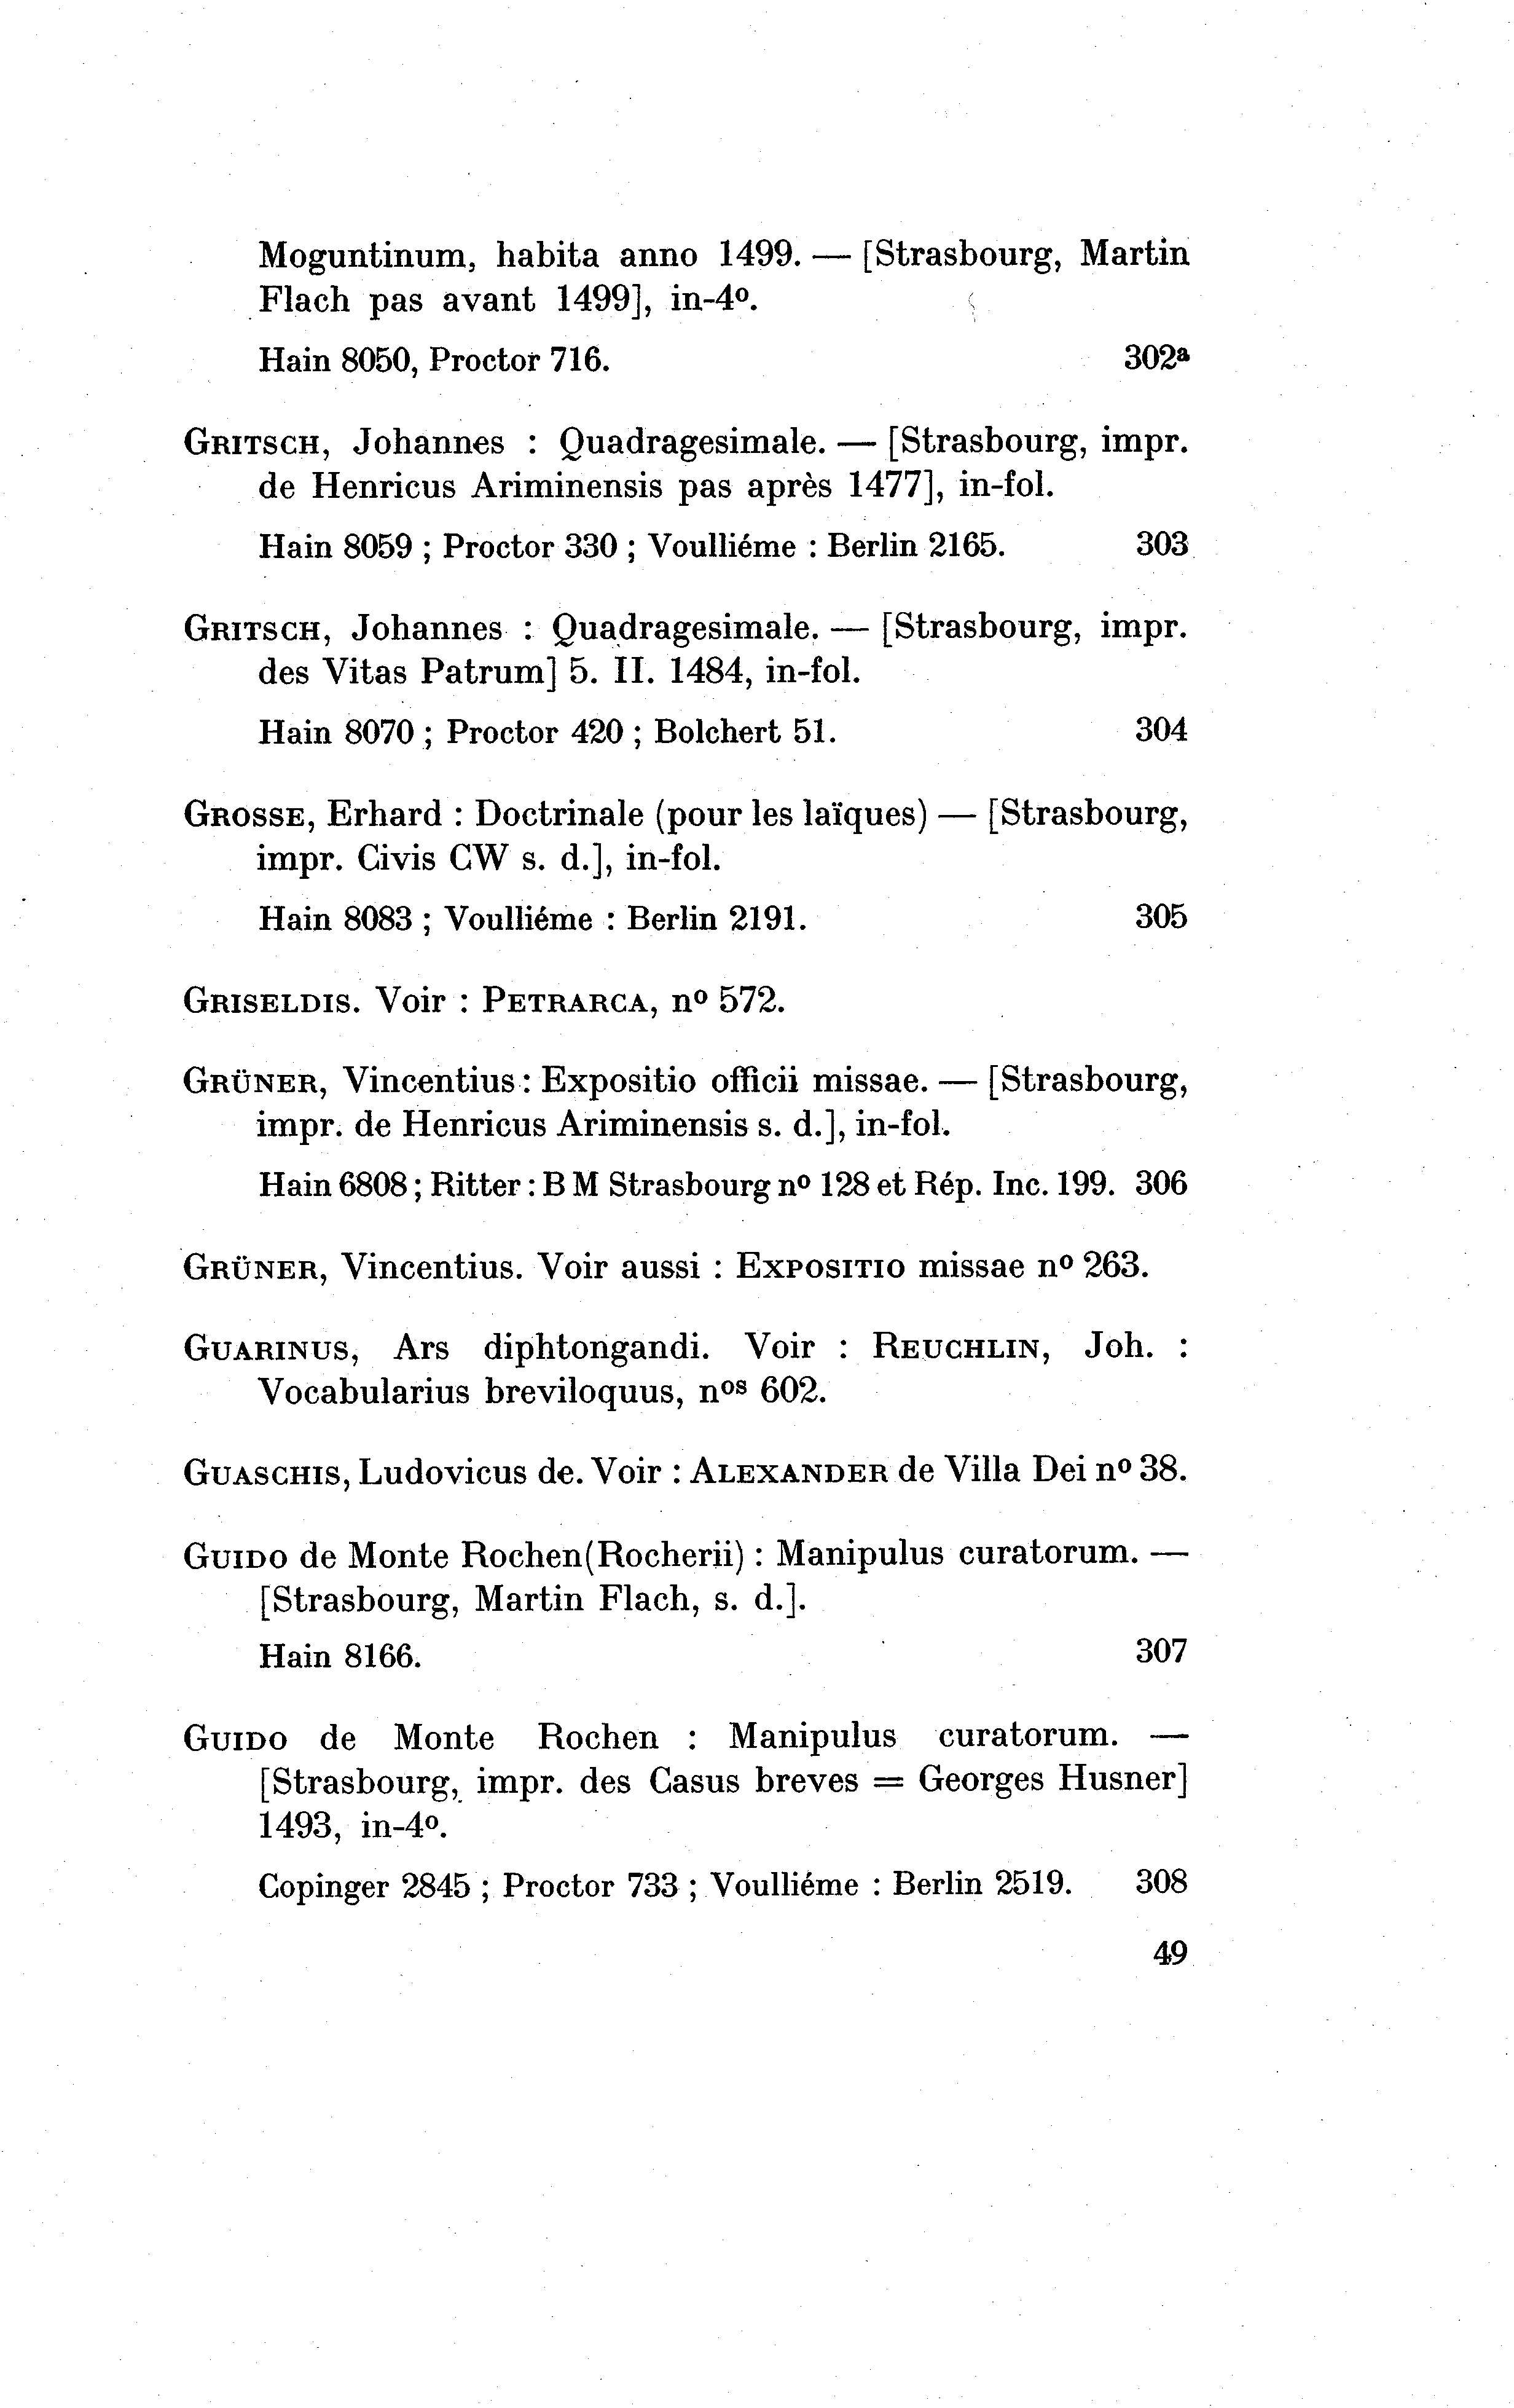 Moguntinum, habita anno 1499. — [Strasbourg, Martin
Flach pas avant 1499], in-4º.
Hain 8050, Proctor 716. 302ª
GRITSCH, Johannes : Quadragesimale. — [Strasbourg, impr.
de Henricus Ariminensis pas après 1477], in-fol.
Hain 8059 ; Proctor 330 ; Voulliéme : Berlin 2165. 303
GRITSCH, Johannes : Quadragesimale. — [Strasbourg, impr.
des Vitas Patrum] 5. II. 1484, in-fol.
Hain 8070 ; Proctor 420 ; Bolchert 51. 304
GROSSE, Erhard : Doctrinale (pour les laïques) — [Strasbourg,
impr. Civis CW s. d.], in-fol.
Hain 8083 ; Voulliéme : Berlin 2191. 305
GRISELDIS. Voir : PETRARCA, nº 572.
GRÜNER, Vincentius : Expositio officii missae. — [Strasbourg,
impr. de Henricus Ariminensis s. d.], in-fol.
Hain 6808 ; Ritter : B M Strasbourg nº 128 et Rép. Inc. 199. 306
GRÜNER, Vincentius. Voir aussi : EXPOSITIO missae nº 263.
GUARINUS, Ars diphtongandi. Voir : REUCHLIN, Joh. :
Vocabularius breviloquus, nºˢ 602.
GUASCHIS, Ludovicus de. Voir : ALEXANDER de Villa Dei nº 38.
GUIDO de Monte Rochen(Rocherii) : Manipulus curatorum. —
[Strasbourg, Martin Flach, s. d.].
Hain 8166. 307
GUIDO de Monte Rochen : Manipulus curatorum. —
[Strasbourg, impr. des Casus breves = Georges Husner]
1493, in-4º.
Copinger 2845 ; Proctor 733 ; Voulliéme : Berlin 2519. 308
49